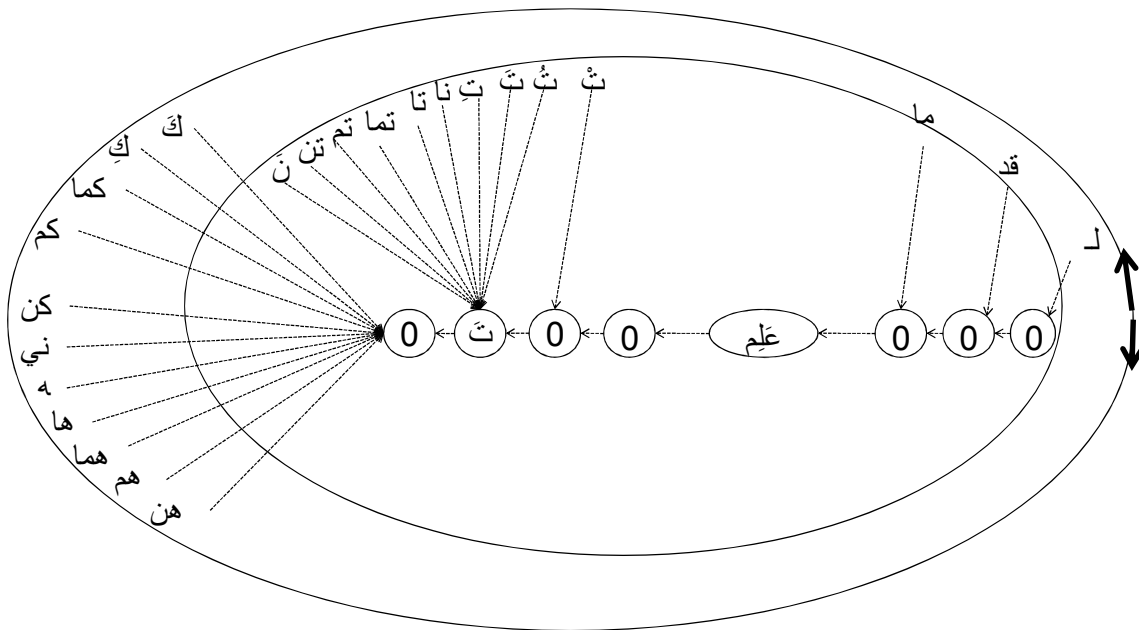 تْ
تُ
تَ
تِ
نا
تا
تما
تم
تن
نَ
ما
قد
لـ
كَ
كِ
كما
كم
كن
ني
ه
ها
هما
هم
هن
0 0 0 عَلِم 0 0 تَ 0